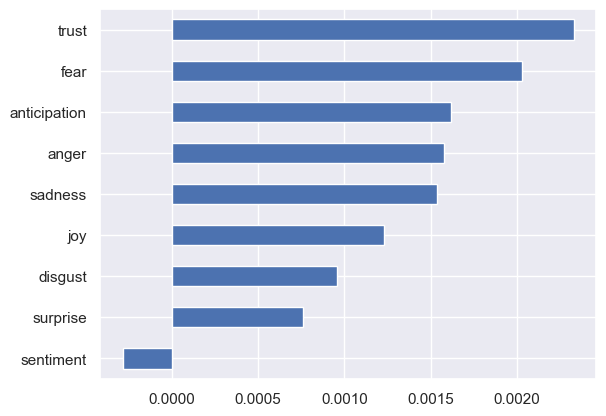 trust
fear
anticipation
anger
sadness
joy
disgust
surprise
sentiment
0.0000 0.0005 0.0010 0.0015 0.0020